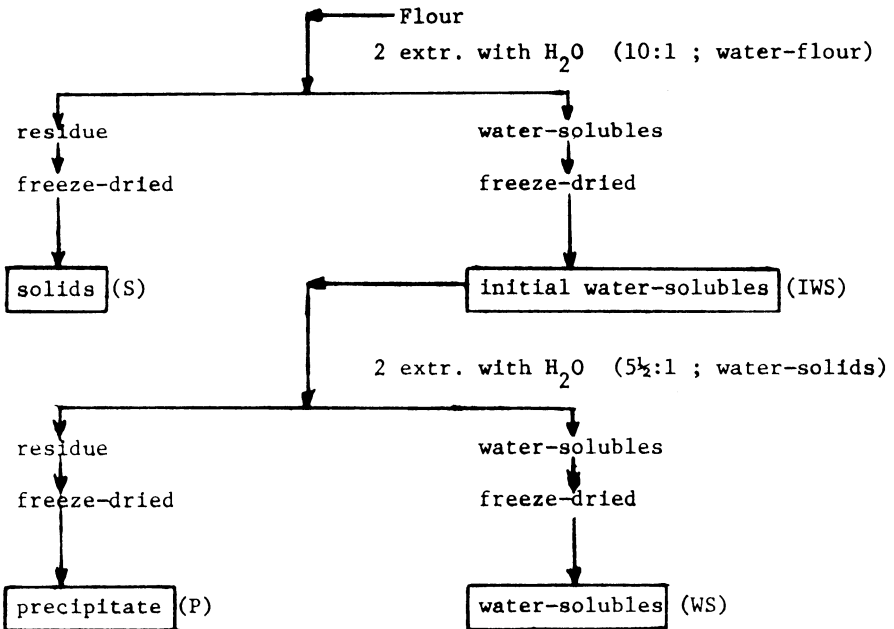 Flour
2 extr. with H2O (10:1 ; water-flour)
residue
water-solubles
freeze-dried
freeze-dried
solids (S)
initial water-solubles (IWS)
2 extr. with H2O (5½:1 ; water-solids)
residue
water-solubles
freeze-dried
freeze-dried
precipitate (P)
water-solubles (WS)